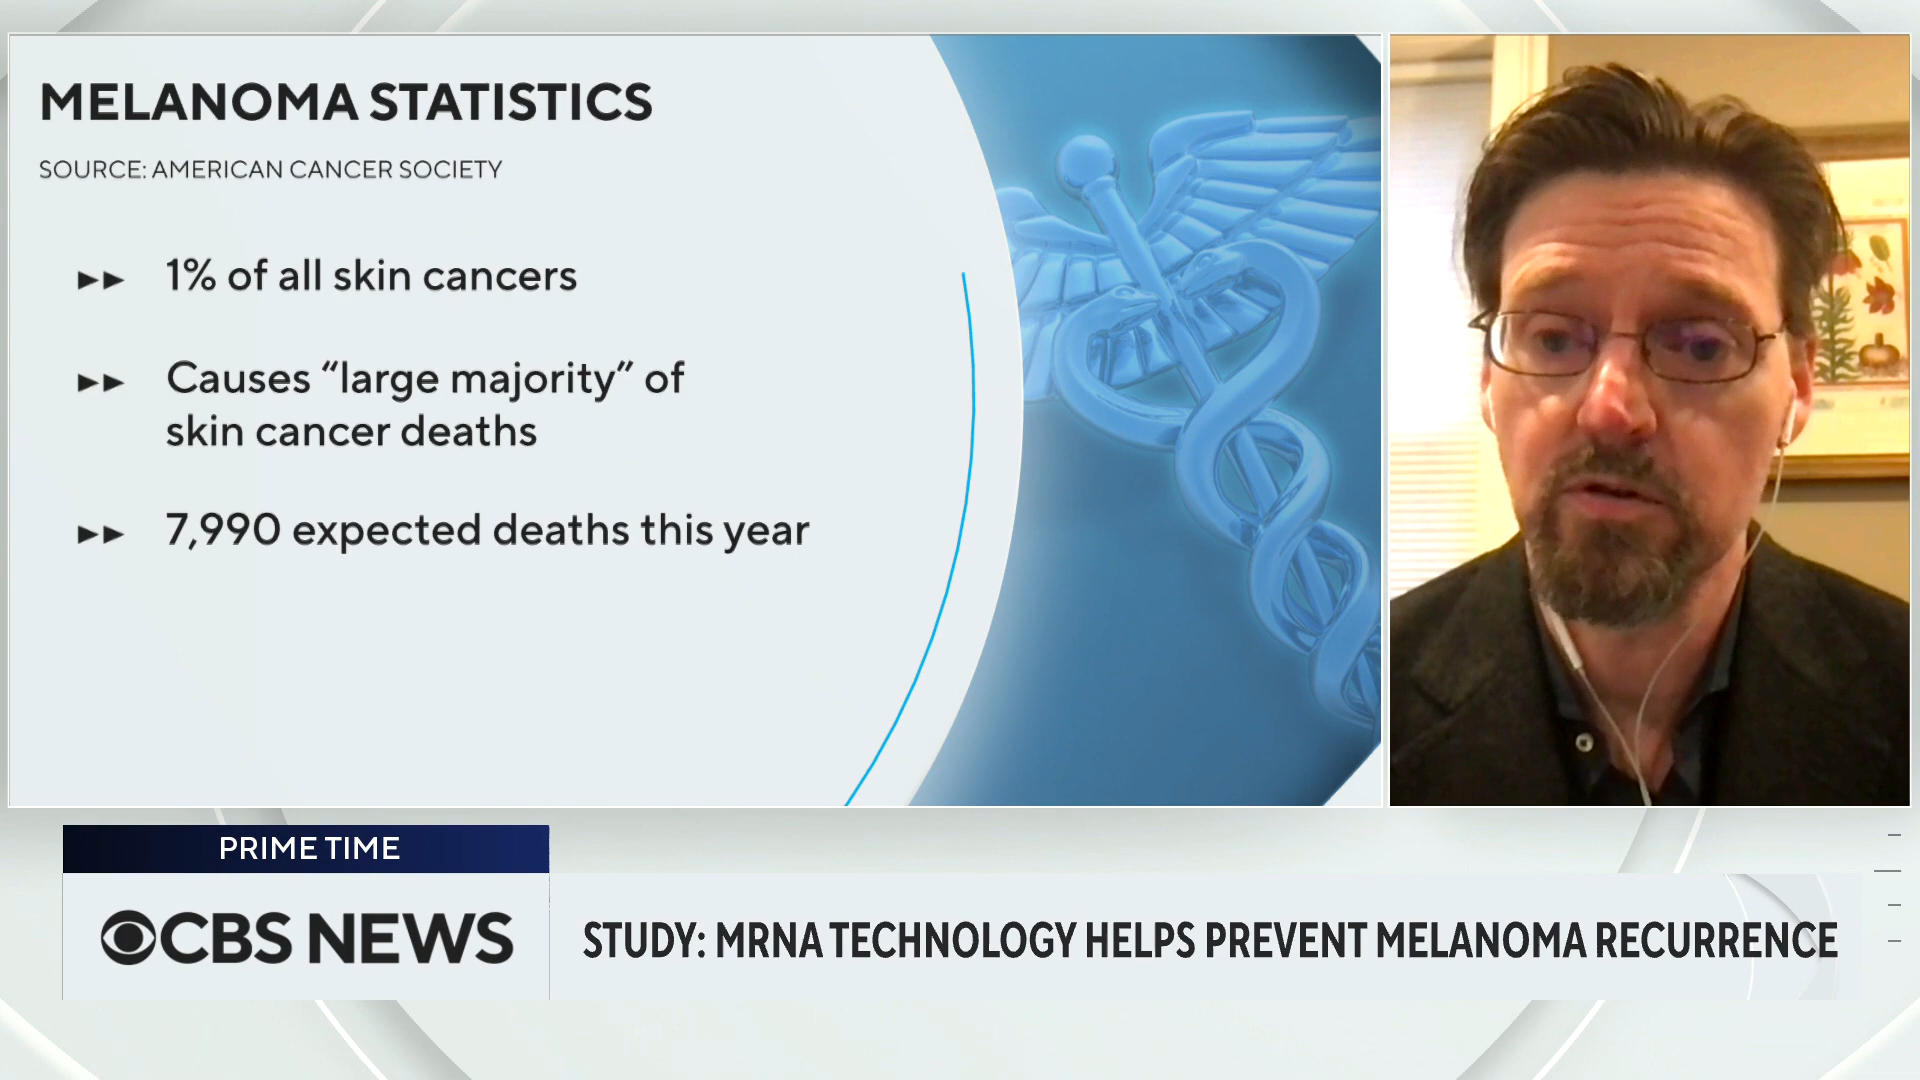 MELANOMA STATISTICS
SOURCE: AMERICAN CANCER SOCIETY
1% of all skin cancers
Causes “large majority” of
skin cancer deaths
7,990 expected deaths this year
PRIME TIME
CBS NEWS
STUDY: MRNA TECHNOLOGY HELPS PREVENT MELANOMA RECURRENCE